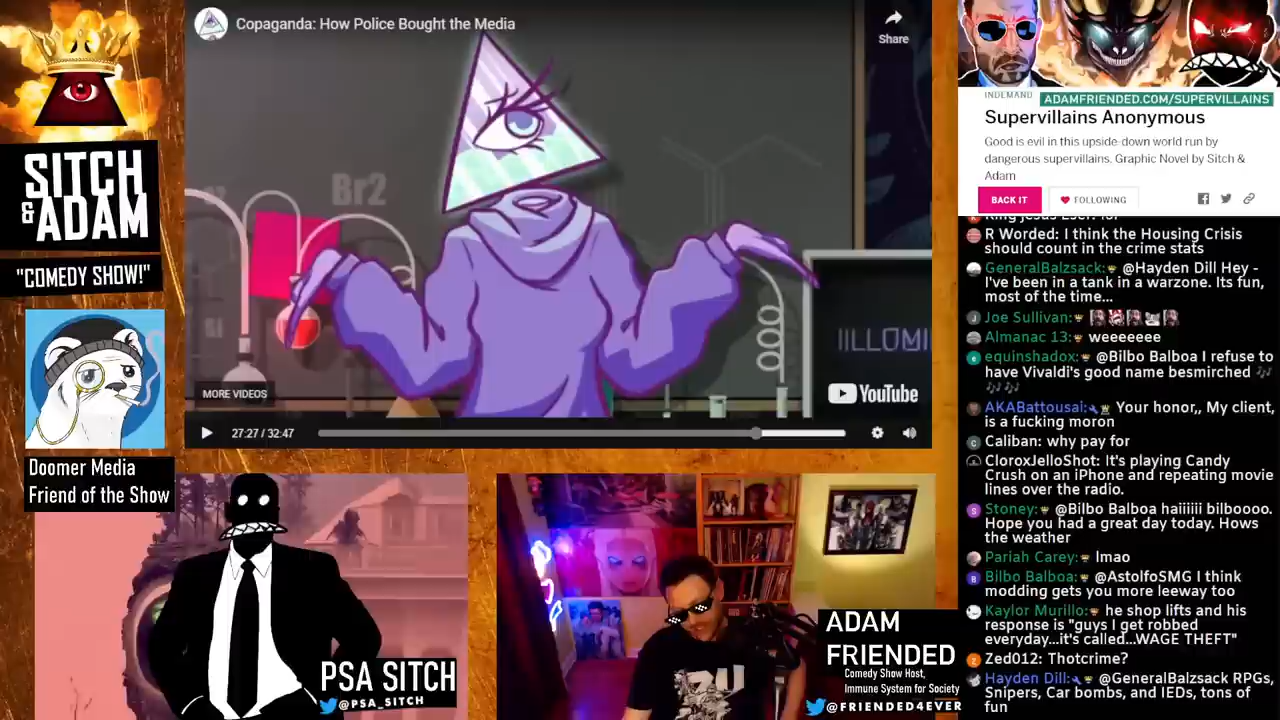 Copaganda: How Police Bought the Media
Share
Br2
ILLOMI
MORE VIDEOS
YouTube
27:27 / 32:47
SITCH
& ADAM
"COMEDY SHOW!"
Doomer Media
Friend of the Show
PSA SITCH
@PSA_SITCH
ADAM
FRIENDED
Comedy Show Host,
Immune System for Society
@FRIENDED4EVER
INDEMAND
ADAMFRIENDED.COM/SUPERVILLAINS
Supervillains Anonymous
Good is evil in this upside-down world run by
dangerous supervillains. Graphic Novel by Sitch &
Adam
BACK IT
FOLLOWING
R Worded: I think the Housing Crisis
should count in the crime stats
GeneralBalzsack: @Hayden Dill Hey -
I've been in a tank in a warzone. Its fun,
most of the time...
Joe Sullivan:
Almanac 13: weeeeeee
equinshadox: @Bilbo Balboa I refuse to
have Vivaldi's good name besmirched 🎶
🎶🎶
AKABattousai: Your honor,, My client,
is a fucking moron
Caliban: why pay for
CloroxJelloShot: It's playing Candy
Crush on an iPhone and repeating movie
lines over the radio.
Stoney: @Bilbo Balboa haiiiiii bilboooo.
Hope you had a great day today. Hows
the weather
Pariah Carey: lmao
Bilbo Balboa: @AstolfoSMG I think
modding gets you more leeway too
Kaylor Murillo: he shop lifts and his
response is "guys I get robbed
everyday...it's called...WAGE THEFT"
Zed012: Thotcrime?
Hayden Dill: @GeneralBalzsack RPGs,
Snipers, Car bombs, and IEDs, tons of
fun